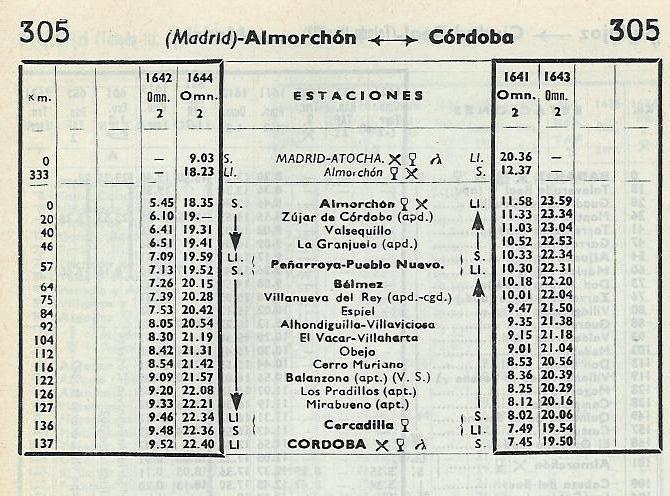 305 (Madrid)-Almorchón ←→ Córdoba 305
1642 1644 1641 1643
Km. Omn. Omn. ESTACIONES Omn. Omn.
2 2 2 2
0 — 9.03 S. MADRID-ATOCHA. Ll. 20.36 —
333 — 18.23 Ll. Almorchón S. 12.37
0 5.45 18.35 S. Almorchón Ll. 11.58 23.59
20 6.10 19.— Zújar de Córdobo (apd.) 11.33 23.34
40 6.41 19.31 Valsequillo 11.03 23.04
46 6.51 19.41 La Granjuelo (apd.) 10.52 22.53
7.09 19.59 Ll. S. 10.33 22.34
57 Peñarroya-Pueblo Nuevo.
7.13 19.52 S. Ll. 10.30 22.31
64 7.26 20.15 Bélmez 10.18 22.20
75 7.39 20.28 Villanueva del Rey (apd.-cgd.) 10.01 22.04
84 7.53 20.42 Espiel 9.47 21.50
92 8.05 20.54 Alhondiguilla-Villaviciosa 9.35 21.38
104 8.30 21.19 El Vacar-Villaharta 9.15 21.18
112 8.42 21.31 Obejo 9.01 21.04
116 8.54 21.42 Cerro Muriano 8.53 20.56
122 9.09 21.57 Balanzona (apt.) (V. S.) 8.36 20.39
126 9.20 22.08 Los Pradillos (apt.) 8.25 20.29
127 9.33 22.21 Mirabueno (apt.) 8.12 20.16
9.46 22.34 Ll. S. 8.02 20.06
136 Cercadilla
9.48 22.36 S. Ll. 7.49 19.54
137 9.52 22.40 Ll. CORDOBA S. 7.45 19.50